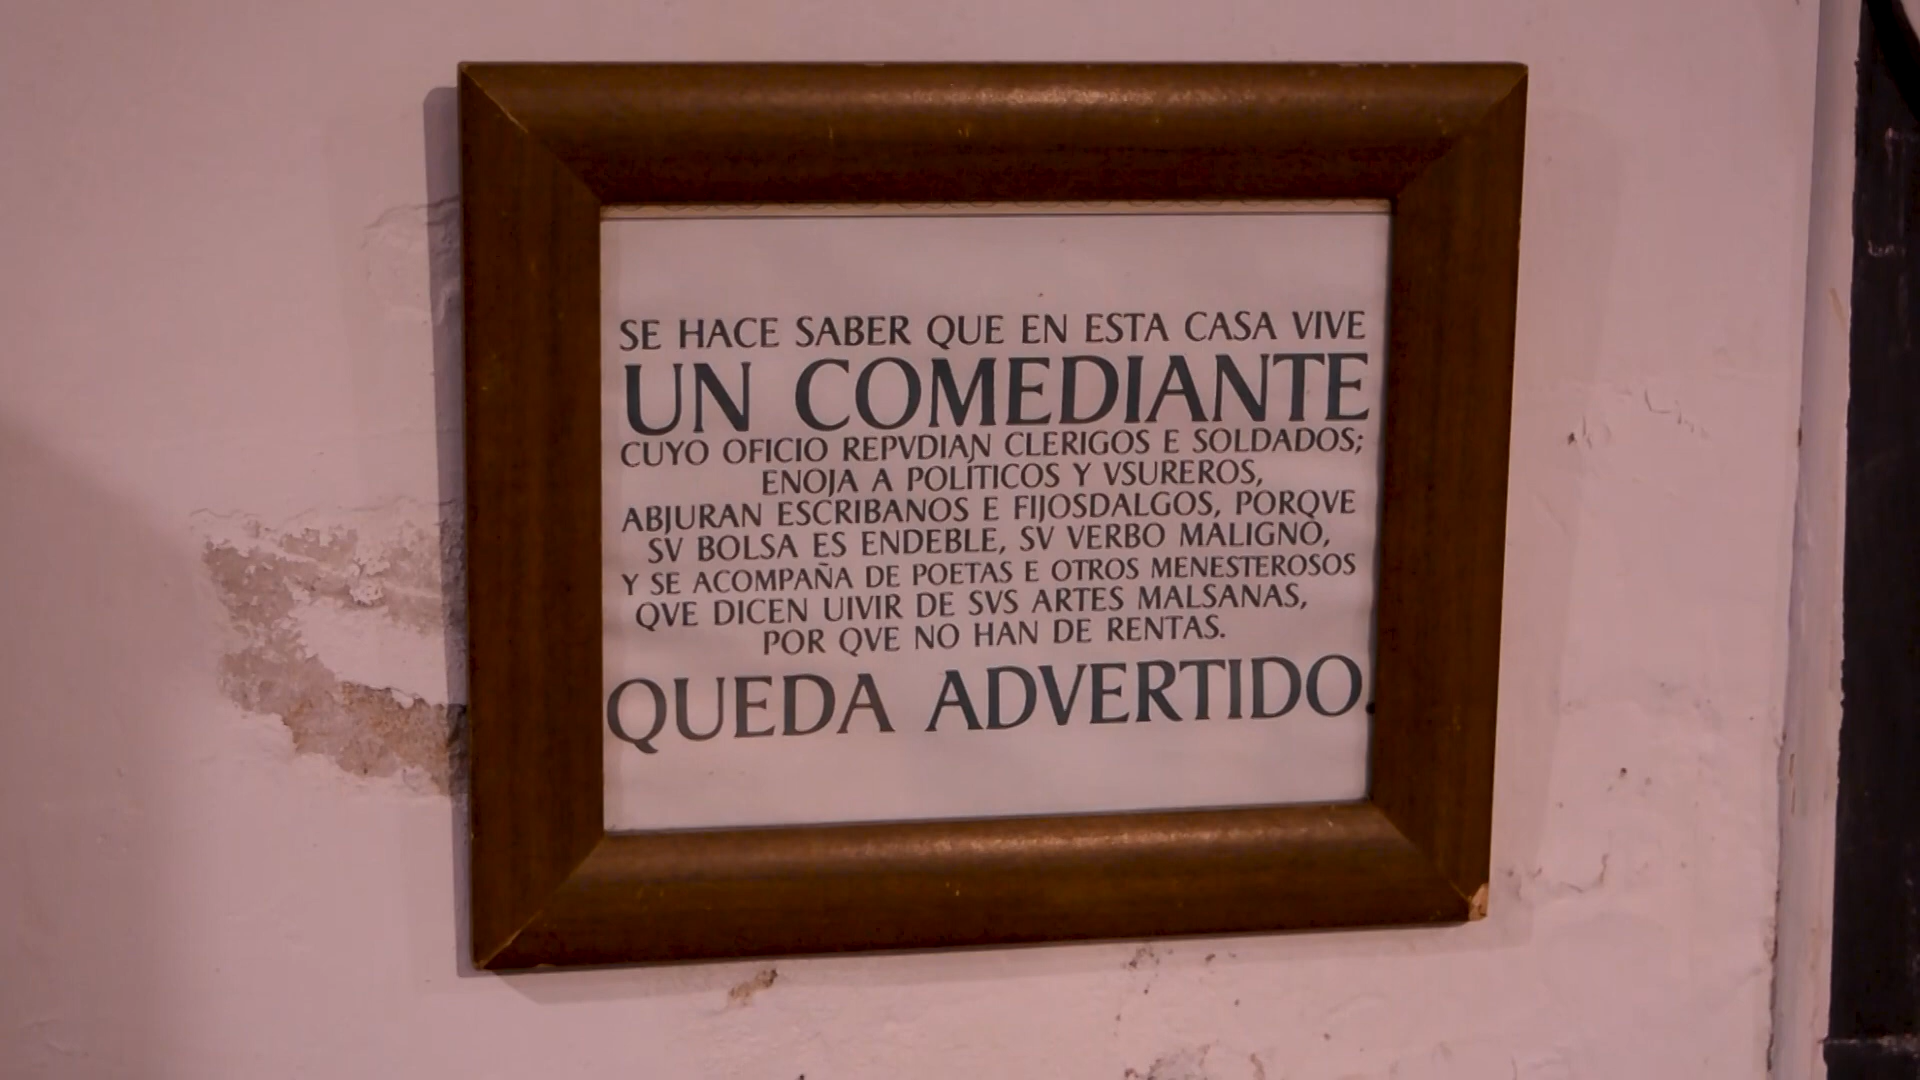 SE HACE SABER QUE EN ESTA CASA VIVE
UN COMEDIANTE
CUYO OFICIO REPVDIAN CLERIGOS E SOLDADOS;
ENOJA A POLÍTICOS Y VSUREROS,
ABJURAN ESCRIBANOS E FIJOSDALGOS, PORQVE
SV BOLSA ES ENDEBLE, SV VERBO MALIGNO,
Y SE ACOMPAÑA DE POETAS E OTROS MENESTEROSOS
QVE DICEN UIVIR DE SVS ARTES MALSANAS,
POR QVE NO HAN DE RENTAS.
QUEDA ADVERTIDO.